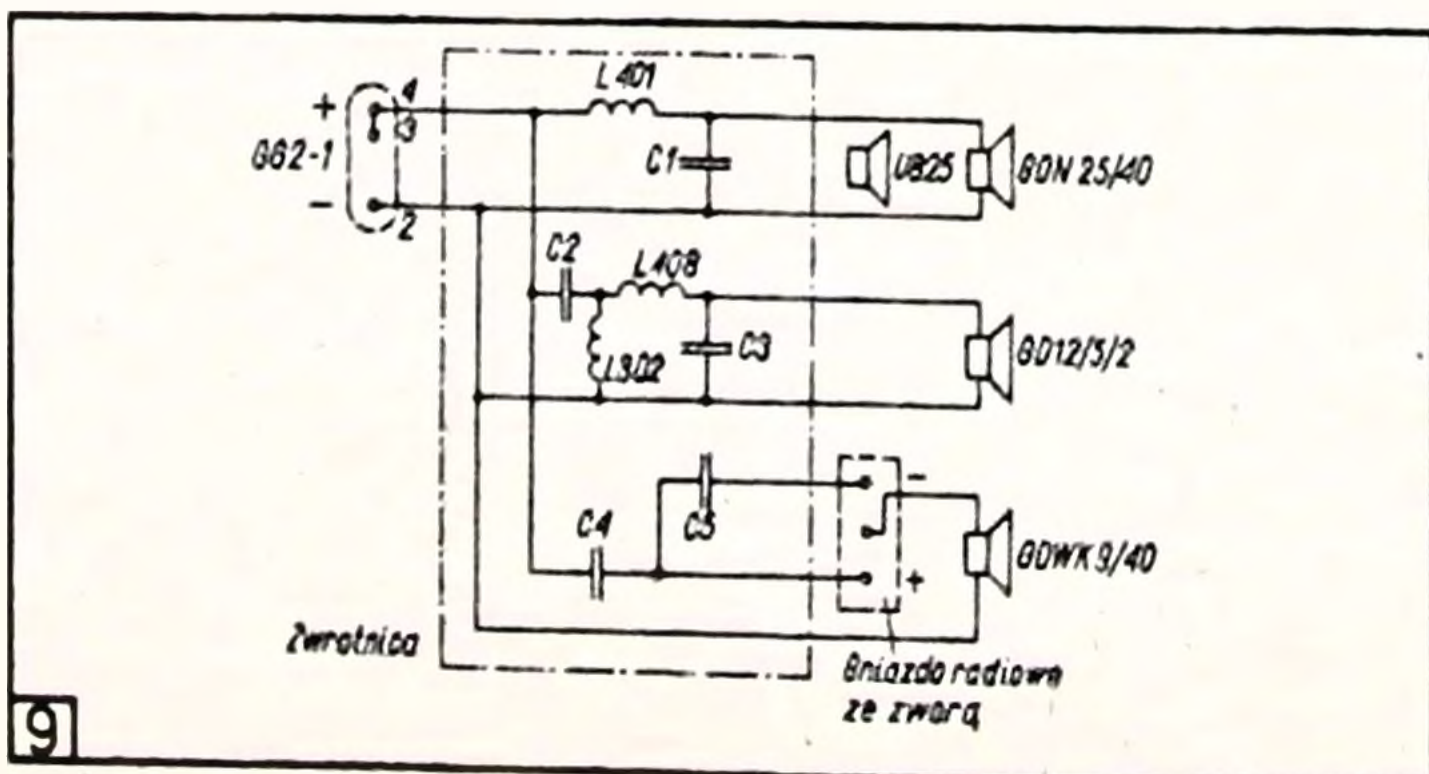 L401
+
4
3
GG2-1
C1
UB25
GDN 25/40
-
2
C2
L408
L302
C3
GD12/5/2
C4
C5
-
+
GDWK 9/40
Zwrotnica
Gniazdo radiowe
ze zworą
9